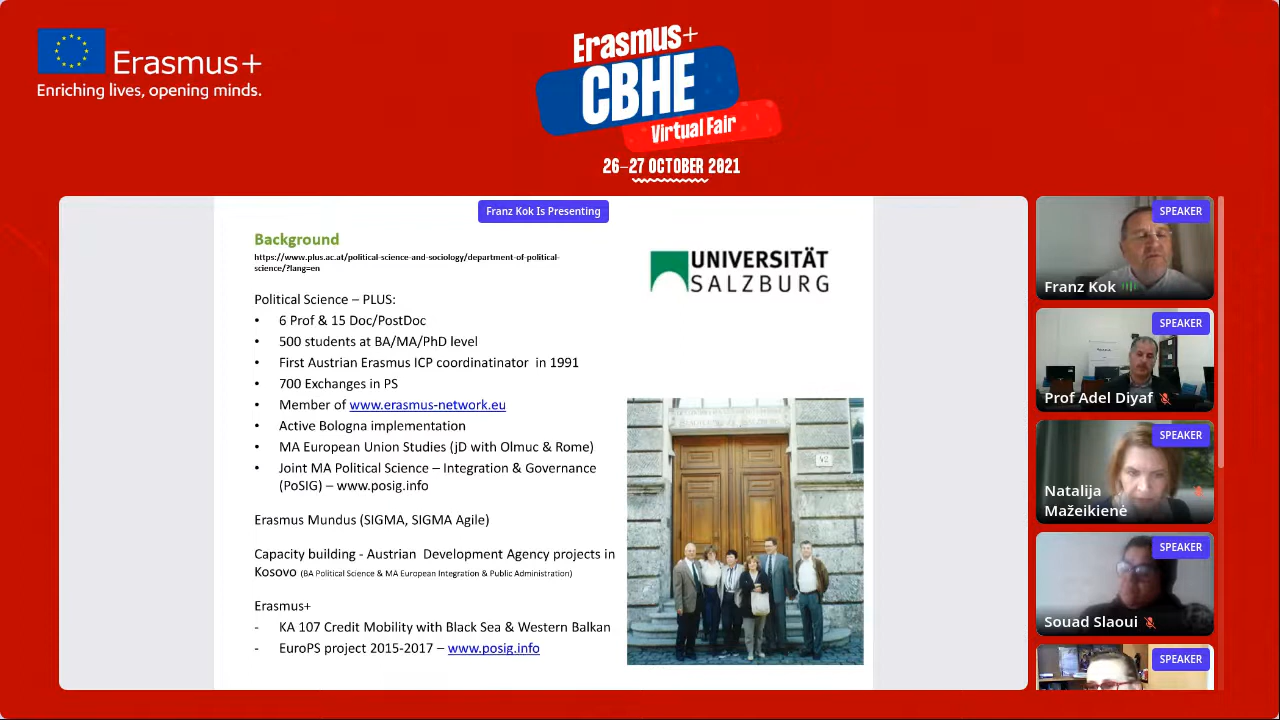 Erasmus+
Enriching lives, opening minds.
Erasmus+
CBHE
Virtual Fair
26–27 OCTOBER 2021
Franz Kok Is Presenting
Background
https://www.plus.ac.at/political-science-and-sociology/department-of-political-
science/?lang=en
UNIVERSITÄT
SALZBURG
Political Science – PLUS:
• 6 Prof & 15 Doc/PostDoc
• 500 students at BA/MA/PhD level
• First Austrian Erasmus ICP coordinatinator in 1991
• 700 Exchanges in PS
• Member of www.erasmus-network.eu
• Active Bologna implementation
• MA European Union Studies (jD with Olmuc & Rome)
• Joint MA Political Science – Integration & Governance
(PoSIG) – www.posig.info
Erasmus Mundus (SIGMA, SIGMA Agile)
Capacity building - Austrian Development Agency projects in
Kosovo (BA Political Science & MA European Integration & Public Administration)
Erasmus+
- KA 107 Credit Mobility with Black Sea & Western Balkan
- EuroPS project 2015-2017 – www.posig.info
SPEAKER
Franz Kok
SPEAKER
Prof Adel Diyaf
SPEAKER
Natalija
Mažeikienė
SPEAKER
Souad Slaoui
SPEAKER